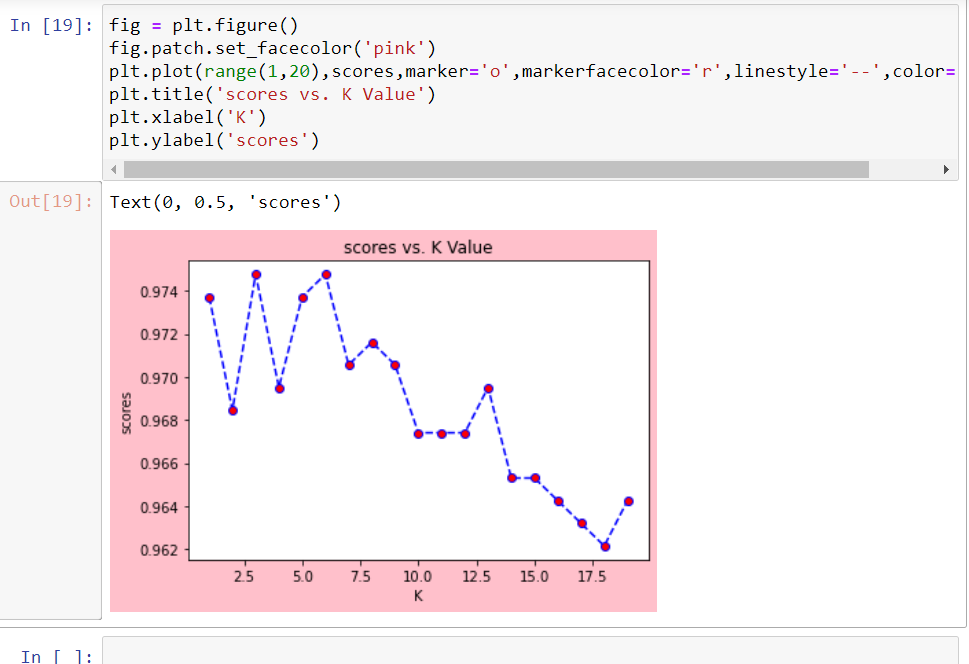 In [19]: fig = plt.figure()
fig.patch.set_facecolor('pink')
plt.plot(range(1,20),scores,marker='o',markerfacecolor='r',linestyle='--',color=
plt.title('scores vs. K Value')
plt.xlabel('K')
plt.ylabel('scores')
Out[19]: Text(0, 0.5, 'scores')
scores vs. K Value
0.974
0.972
0.970
0.968
0.966
0.964
0.962
scores
2.5 5.0 7.5 10.0 12.5 15.0 17.5
K
In [ ]: